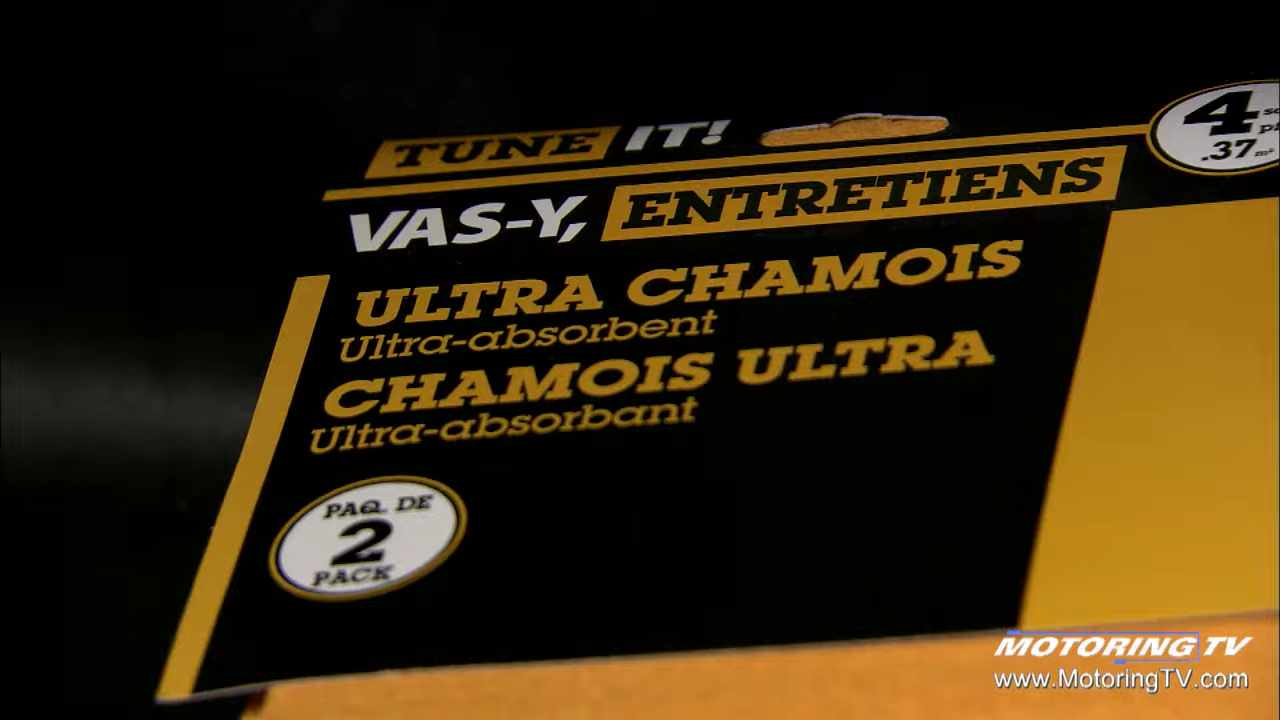 TUNE IT!
VAS-Y, ENTRETIENS
4
.37 m²
ULTRA CHAMOIS
Ultra-absorbent
CHAMOIS ULTRA
Ultra-absorbant
PAQ. DE
2
PACK
MOTORING TV
www.MotoringTV.com